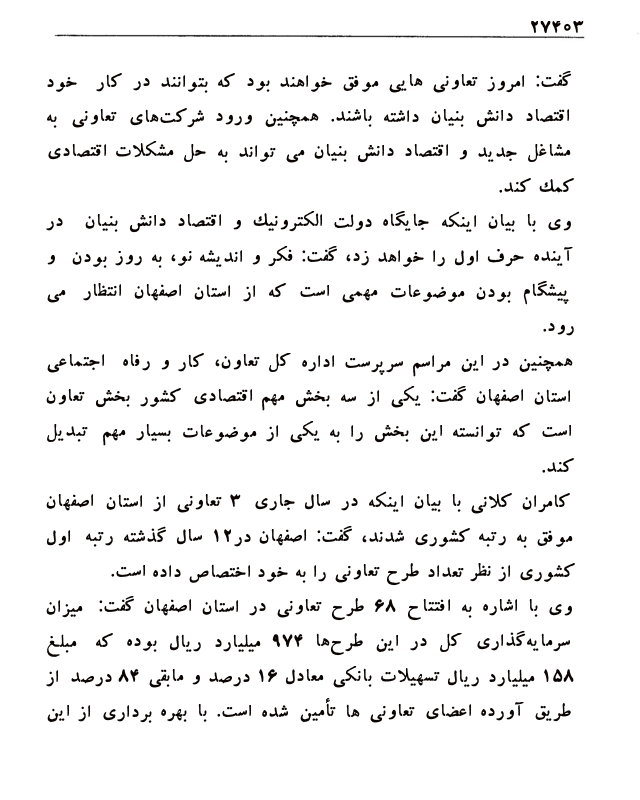 ۲۷۴۰۳
گفت: امروز تعاونی هایی موفق خواهند بود که بتوانند در کار خود
اقتصاد دانش بنیان داشته باشند. همچنین ورود شرکت‌های تعاونی به
مشاغل جدید و اقتصاد دانش بنیان می تواند به حل مشکلات اقتصادی
کمك کند.
وی با بیان اینکه جایگاه دولت الکترونیك و اقتصاد دانش بنیان در
آینده حرف اول را خواهد زد، گفت: فکر و اندیشه نو، به روز بودن و
پیشگام بودن موضوعات مهمی است که از استان اصفهان انتظار می
رود.
همچنین در این مراسم سرپرست اداره کل تعاون، کار و رفاه اجتماعی
استان اصفهان گفت: یکی از سه بخش مهم اقتصادی کشور بخش تعاون
است که توانسته این بخش را به یکی از موضوعات بسیار مهم تبدیل
کند.
کامران کلانی با بیان اینکه در سال جاری ۳ تعاونی از استان اصفهان
موفق به رتبه کشوری شدند، گفت: اصفهان در۱۲ سال گذشته رتبه اول
کشوری از نظر تعداد طرح تعاونی را به خود اختصاص داده است.
وی با اشاره به افتتاح ۶۸ طرح تعاونی در استان اصفهان گفت: میزان
سرمایه‌گذاری کل در این طرح‌ها ۹۷۴ میلیارد ریال بوده که مبلغ
۱۵۸ میلیارد ریال تسهیلات بانکی معادل ۱۶ درصد و مابقی ۸۴ درصد از
طریق آورده اعضای تعاونی ها تأمین شده است. با بهره برداری از این